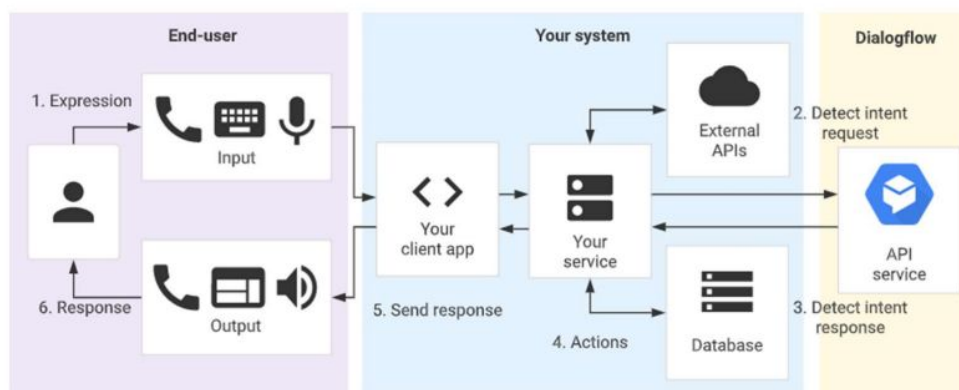 End-user
Your system
Dialogflow
1. Expression
Input
External
APIs
2. Detect intent
request
Your
client app
Your
service
API
service
6. Response
Output
5. Send response
4. Actions
Database
3. Detect intent
response